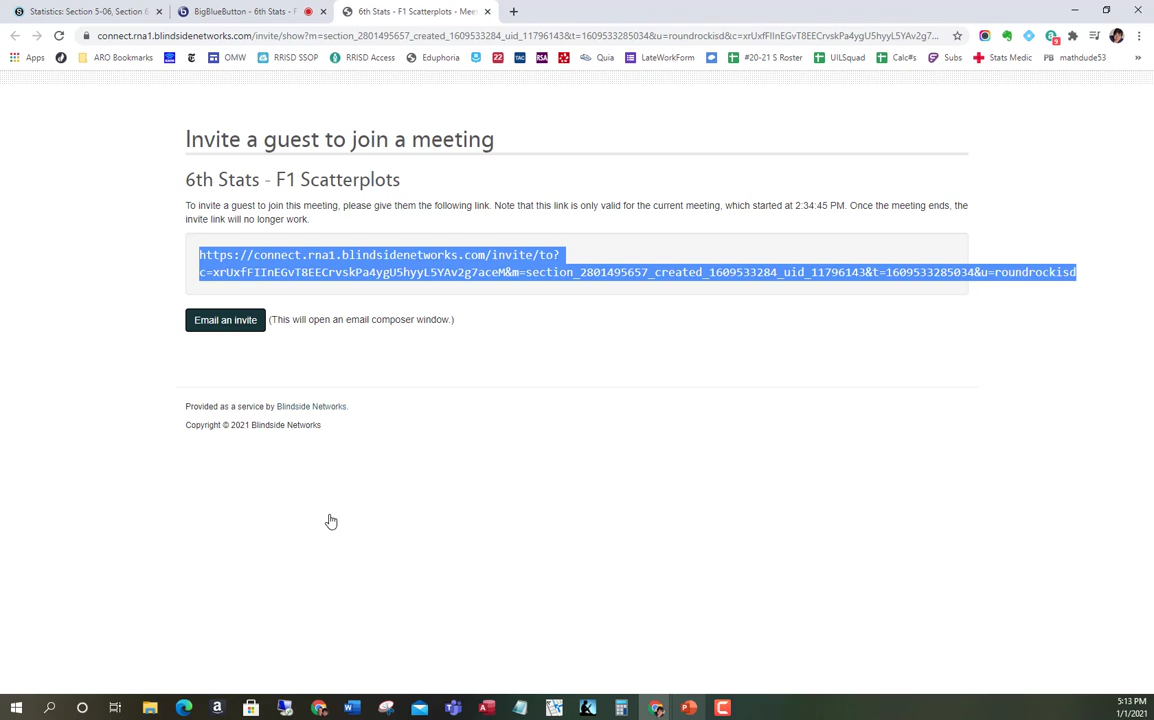 Statistics: Section 5-06, Section 6
BigBlueButton - 6th Stats - F
6th Stats - F1 Scatterplots - Mee
connect.rna1.blindsidenetworks.com/invite/show?m=section_2801495657_created_1609533284_uid_11796143&t=1609533285034&u=roundrockisd&c=xrUxfFIInEGvT8EECrvskPa4ygU5hyyL5YAv2g7...
9
Apps ARO Bookmarks OMW RRISD SSOP RRISD Access Eduphoria 22 TAC RSA Quia LateWorkForm #20-21 S Roster UILSquad Calc#s Subs Stats Medic PB mathdude53 »
Invite a guest to join a meeting
6th Stats - F1 Scatterplots
To invite a guest to join this meeting, please give them the following link. Note that this link is only valid for the current meeting, which started at 2:34:45 PM. Once the meeting ends, the
invite link will no longer work.
https://connect.rna1.blindsidenetworks.com/invite/to?
c=xrUxfFIInEGvT8EECrvskPa4ygU5hyyL5YAv2g7aceM&m=section_2801495657_created_1609533284_uid_11796143&t=1609533285034&u=roundrockisd
Email an invite (This will open an email composer window.)
Provided as a service by Blindside Networks.
Copyright © 2021 Blindside Networks
5:13 PM
1/1/2021